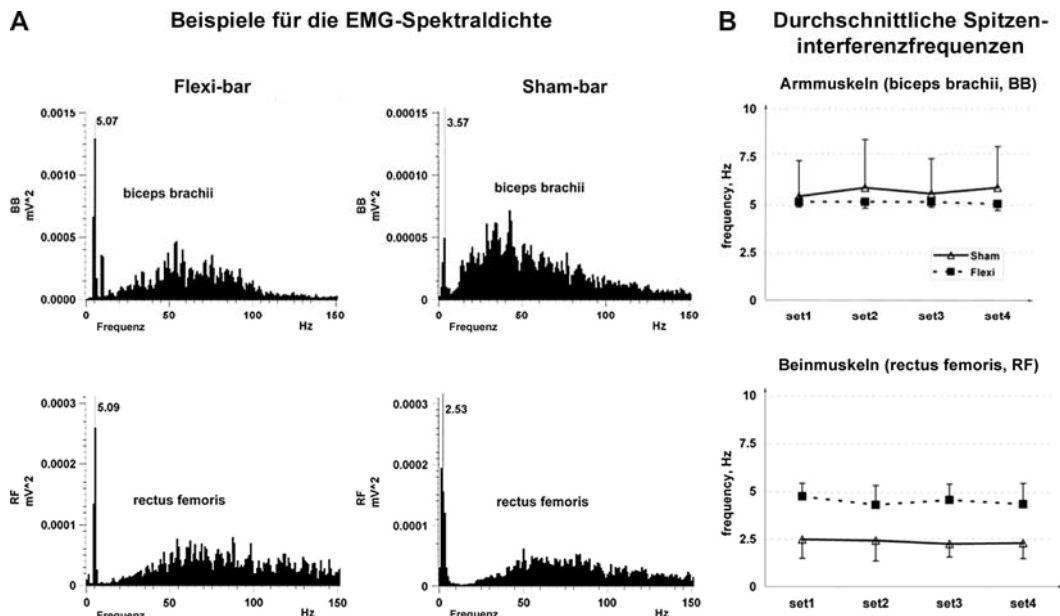 A
Beispiele für die EMG-Spektraldichte
Flexi-bar
Sham-bar
0.0015
0.0010
0.0005
0.0000
BB
mV^2
5.07
biceps brachii
0
50
100
150
Frequenz
Hz
0.00015
0.00010
0.00005
0
BB
mV^2
3.57
biceps brachii
0
50
100
150
Frequenz
Hz
0.0003
0.0002
0.0001
0
RF
mV^2
5.09
rectus femoris
0
50
100
150
Frequenz
Hz
0.0003
0.0002
0.0001
0
RF
mV^2
2.53
rectus femoris
0
50
100
150
Frequenz
Hz
B
Durchschnittliche Spitzen-
interferenzfrequenzen
Armmuskeln (biceps brachii, BB)
10
7.5
5
2.5
0
frequency, Hz
Sham
Flexi
set1
set2
set3
set4
Beinmuskeln (rectus femoris, RF)
10
7.5
5
2.5
0
frequency, Hz
set1
set2
set3
set4